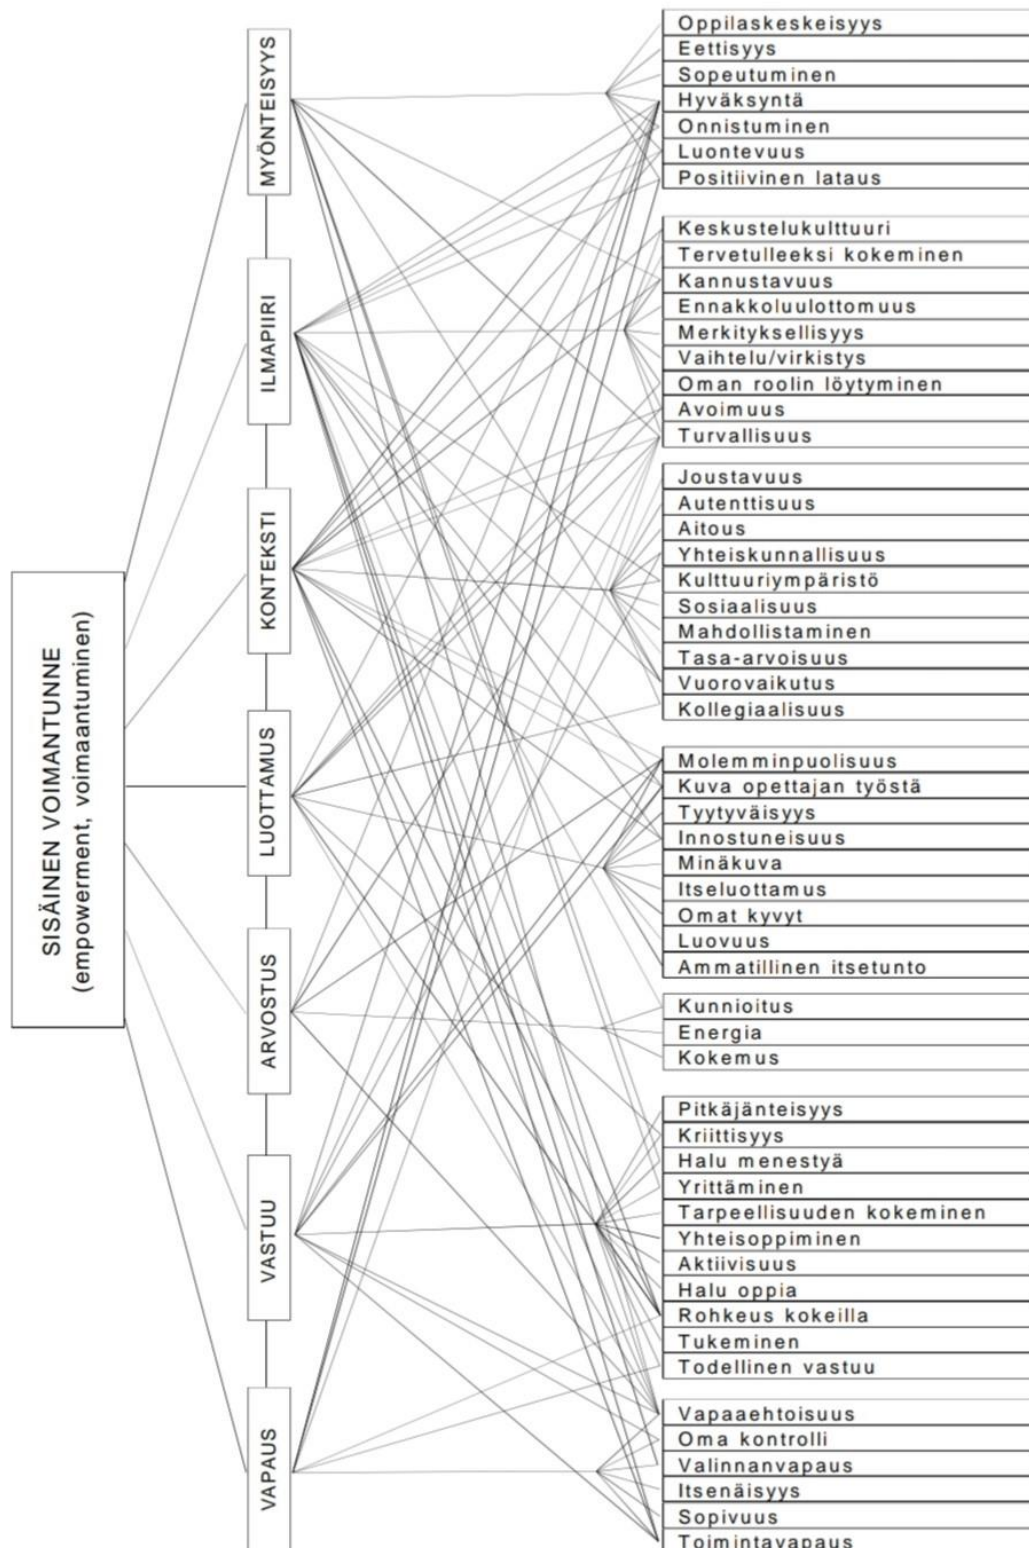 SISÄINEN VOIMANTUNNE
(empowerment, voimaantuminen)
MYÖNTEISYYS
ILMAPIIRI
KONTEKSTI
LUOTTAMUS
ARVOSTUS
VASTUU
VAPAUS
Oppilaskeskeisyys
Eettisyys
Sopeutuminen
Hyväksyntä
Onnistuminen
Luontevuus
Positiivinen lataus
Keskustelukulttuuri
Tervetulleeksi kokeminen
Kannustavuus
Ennakkoluulottomuus
Merkityksellisyys
Vaihtelu/virkistys
Oman roolin löytyminen
Avoimuus
Turvallisuus
Joustavuus
Autenttisuus
Aitous
Yhteiskunnallisuus
Kulttuuriympäristö
Sosiaalisuus
Mahdollistaminen
Tasa-arvoisuus
Vuorovaikutus
Kollegiaalisuus
Molemminpuolisuus
Kuva opettajan työstä
Tyytyväisyys
Innostuneisuus
Minäkuva
Itseluottamus
Omat kyvyt
Luovuus
Ammatillinen itsetunto
Kunnioitus
Energia
Kokemus
Pitkäjänteisyys
Kriittisyys
Halu menestyä
Yrittäminen
Tarpeellisuuden kokeminen
Yhteisoppiminen
Aktiivisuus
Halu oppia
Rohkeus kokeilla
Tukeminen
Todellinen vastuu
Vapaaehtoisuus
Oma kontrolli
Valinnanvapaus
Itsenäisyys
Sopivuus
Toimintavapaus